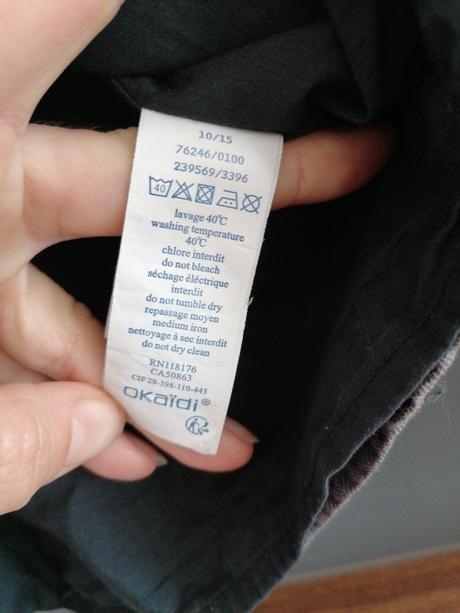 10/15
76246/0100
239569/3396
40
lavage 40°C
washing temperature
40°C
chlore interdit
do not bleach
séchage éléctrique
interdit
do not tumble dry
repassage moyen
medium iron
nettoyage à sec interdit
do not dry clean
RN118176
CA50863
CIF 29-398-110-445
OKaïdi®